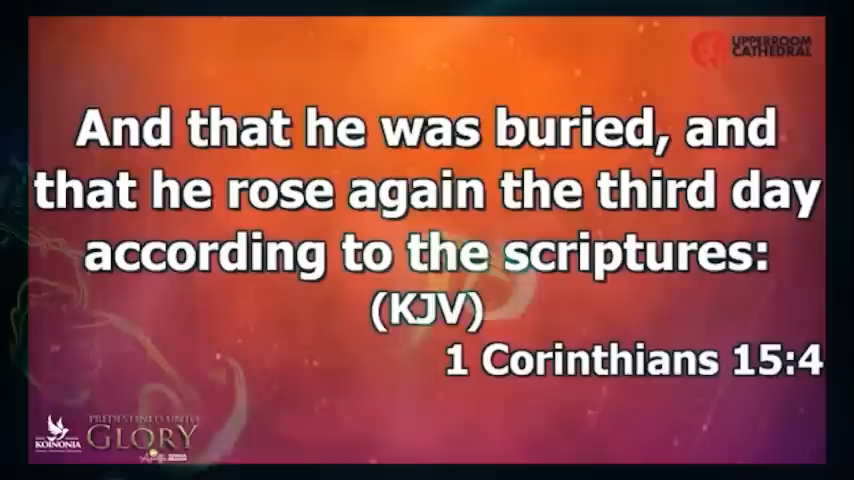 UPPERROOM
CATHEDRAL
And that he was buried, and
that he rose again the third day
according to the scriptures:
(KJV)
1 Corinthians 15:4
KOINONIA
PREDESTINED UNTO
GLORY